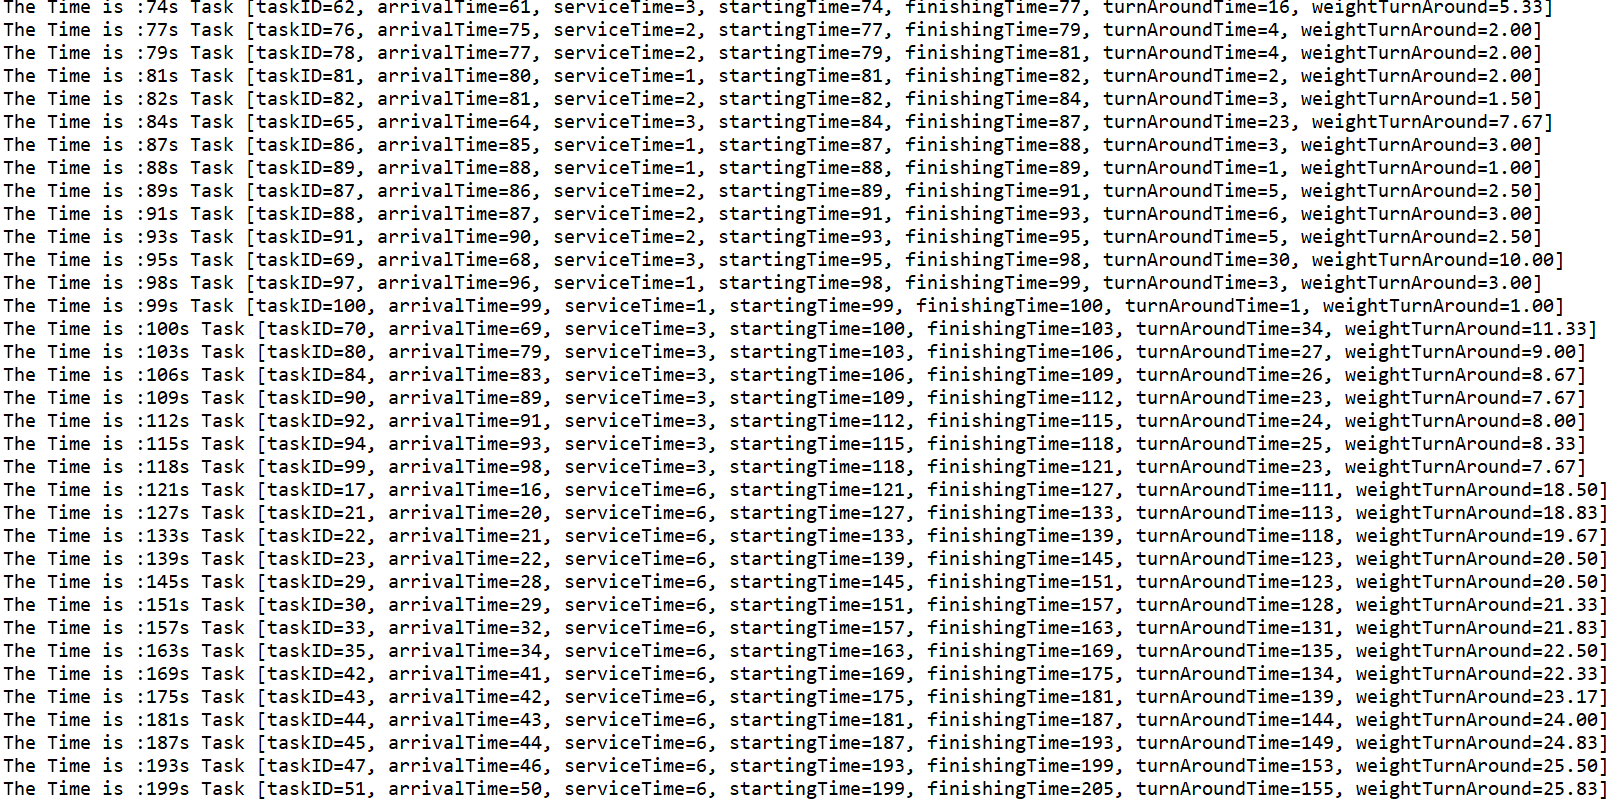 The Time is :74s Task [taskID=62, arrivalTime=61, serviceTime=3, startingTime=74, finishingTime=77, turnAroundTime=16, weightTurnAround=5.33]
The Time is :77s Task [taskID=76, arrivalTime=75, serviceTime=2, startingTime=77, finishingTime=79, turnAroundTime=4, weightTurnAround=2.00]
The Time is :79s Task [taskID=78, arrivalTime=77, serviceTime=2, startingTime=79, finishingTime=81, turnAroundTime=4, weightTurnAround=2.00]
The Time is :81s Task [taskID=81, arrivalTime=80, serviceTime=1, startingTime=81, finishingTime=82, turnAroundTime=2, weightTurnAround=2.00]
The Time is :82s Task [taskID=82, arrivalTime=81, serviceTime=2, startingTime=82, finishingTime=84, turnAroundTime=3, weightTurnAround=1.50]
The Time is :84s Task [taskID=65, arrivalTime=64, serviceTime=3, startingTime=84, finishingTime=87, turnAroundTime=23, weightTurnAround=7.67]
The Time is :87s Task [taskID=86, arrivalTime=85, serviceTime=1, startingTime=87, finishingTime=88, turnAroundTime=3, weightTurnAround=3.00]
The Time is :88s Task [taskID=89, arrivalTime=88, serviceTime=1, startingTime=88, finishingTime=89, turnAroundTime=1, weightTurnAround=1.00]
The Time is :89s Task [taskID=87, arrivalTime=86, serviceTime=2, startingTime=89, finishingTime=91, turnAroundTime=5, weightTurnAround=2.50]
The Time is :91s Task [taskID=88, arrivalTime=87, serviceTime=2, startingTime=91, finishingTime=93, turnAroundTime=6, weightTurnAround=3.00]
The Time is :93s Task [taskID=91, arrivalTime=90, serviceTime=2, startingTime=93, finishingTime=95, turnAroundTime=5, weightTurnAround=2.50]
The Time is :95s Task [taskID=69, arrivalTime=68, serviceTime=3, startingTime=95, finishingTime=98, turnAroundTime=30, weightTurnAround=10.00]
The Time is :98s Task [taskID=97, arrivalTime=96, serviceTime=1, startingTime=98, finishingTime=99, turnAroundTime=3, weightTurnAround=3.00]
The Time is :99s Task [taskID=100, arrivalTime=99, serviceTime=1, startingTime=99, finishingTime=100, turnAroundTime=1, weightTurnAround=1.00]
The Time is :100s Task [taskID=70, arrivalTime=69, serviceTime=3, startingTime=100, finishingTime=103, turnAroundTime=34, weightTurnAround=11.33]
The Time is :103s Task [taskID=80, arrivalTime=79, serviceTime=3, startingTime=103, finishingTime=106, turnAroundTime=27, weightTurnAround=9.00]
The Time is :106s Task [taskID=84, arrivalTime=83, serviceTime=3, startingTime=106, finishingTime=109, turnAroundTime=26, weightTurnAround=8.67]
The Time is :109s Task [taskID=90, arrivalTime=89, serviceTime=3, startingTime=109, finishingTime=112, turnAroundTime=23, weightTurnAround=7.67]
The Time is :112s Task [taskID=92, arrivalTime=91, serviceTime=3, startingTime=112, finishingTime=115, turnAroundTime=24, weightTurnAround=8.00]
The Time is :115s Task [taskID=94, arrivalTime=93, serviceTime=3, startingTime=115, finishingTime=118, turnAroundTime=25, weightTurnAround=8.33]
The Time is :118s Task [taskID=99, arrivalTime=98, serviceTime=3, startingTime=118, finishingTime=121, turnAroundTime=23, weightTurnAround=7.67]
The Time is :121s Task [taskID=17, arrivalTime=16, serviceTime=6, startingTime=121, finishingTime=127, turnAroundTime=111, weightTurnAround=18.50]
The Time is :127s Task [taskID=21, arrivalTime=20, serviceTime=6, startingTime=127, finishingTime=133, turnAroundTime=113, weightTurnAround=18.83]
The Time is :133s Task [taskID=22, arrivalTime=21, serviceTime=6, startingTime=133, finishingTime=139, turnAroundTime=118, weightTurnAround=19.67]
The Time is :139s Task [taskID=23, arrivalTime=22, serviceTime=6, startingTime=139, finishingTime=145, turnAroundTime=123, weightTurnAround=20.50]
The Time is :145s Task [taskID=29, arrivalTime=28, serviceTime=6, startingTime=145, finishingTime=151, turnAroundTime=123, weightTurnAround=20.50]
The Time is :151s Task [taskID=30, arrivalTime=29, serviceTime=6, startingTime=151, finishingTime=157, turnAroundTime=128, weightTurnAround=21.33]
The Time is :157s Task [taskID=33, arrivalTime=32, serviceTime=6, startingTime=157, finishingTime=163, turnAroundTime=131, weightTurnAround=21.83]
The Time is :163s Task [taskID=35, arrivalTime=34, serviceTime=6, startingTime=163, finishingTime=169, turnAroundTime=135, weightTurnAround=22.50]
The Time is :169s Task [taskID=42, arrivalTime=41, serviceTime=6, startingTime=169, finishingTime=175, turnAroundTime=134, weightTurnAround=22.33]
The Time is :175s Task [taskID=43, arrivalTime=42, serviceTime=6, startingTime=175, finishingTime=181, turnAroundTime=139, weightTurnAround=23.17]
The Time is :181s Task [taskID=44, arrivalTime=43, serviceTime=6, startingTime=181, finishingTime=187, turnAroundTime=144, weightTurnAround=24.00]
The Time is :187s Task [taskID=45, arrivalTime=44, serviceTime=6, startingTime=187, finishingTime=193, turnAroundTime=149, weightTurnAround=24.83]
The Time is :193s Task [taskID=47, arrivalTime=46, serviceTime=6, startingTime=193, finishingTime=199, turnAroundTime=153, weightTurnAround=25.50]
The Time is :199s Task [taskID=51, arrivalTime=50, serviceTime=6, startingTime=199, finishingTime=205, turnAroundTime=155, weightTurnAround=25.83]